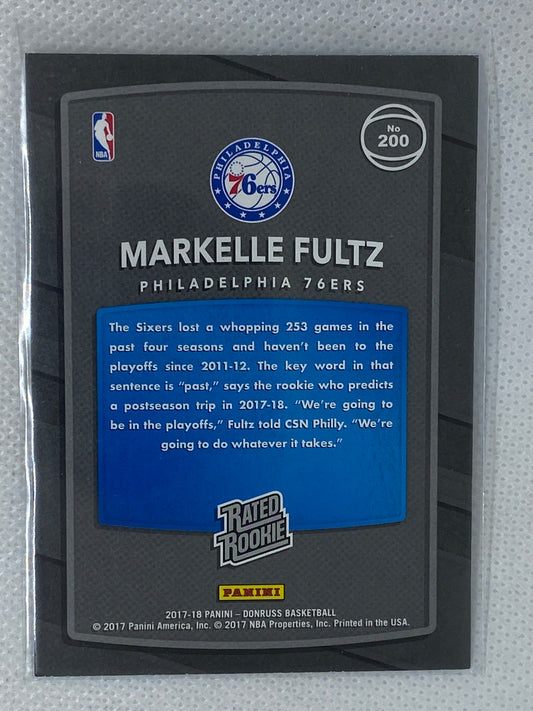 NBA
No
200
PHILADELPHIA
76ers
MARKELLE FULTZ
PHILADELPHIA 76ERS
The Sixers lost a whopping 253 games in the
past four seasons and haven't been to the
playoffs since 2011-12. The key word in that
sentence is “past,” says the rookie who predicts
a postseason trip in 2017-18. “We're going to
be in the playoffs,” Fultz told CSN Philly. “We're
going to do whatever it takes.”
RATED
ROOKIE
PANINI
2017-18 PANINI – DONRUSS BASKETBALL
© 2017 Panini America, Inc. © 2017 NBA Properties, Inc. Printed in the USA.